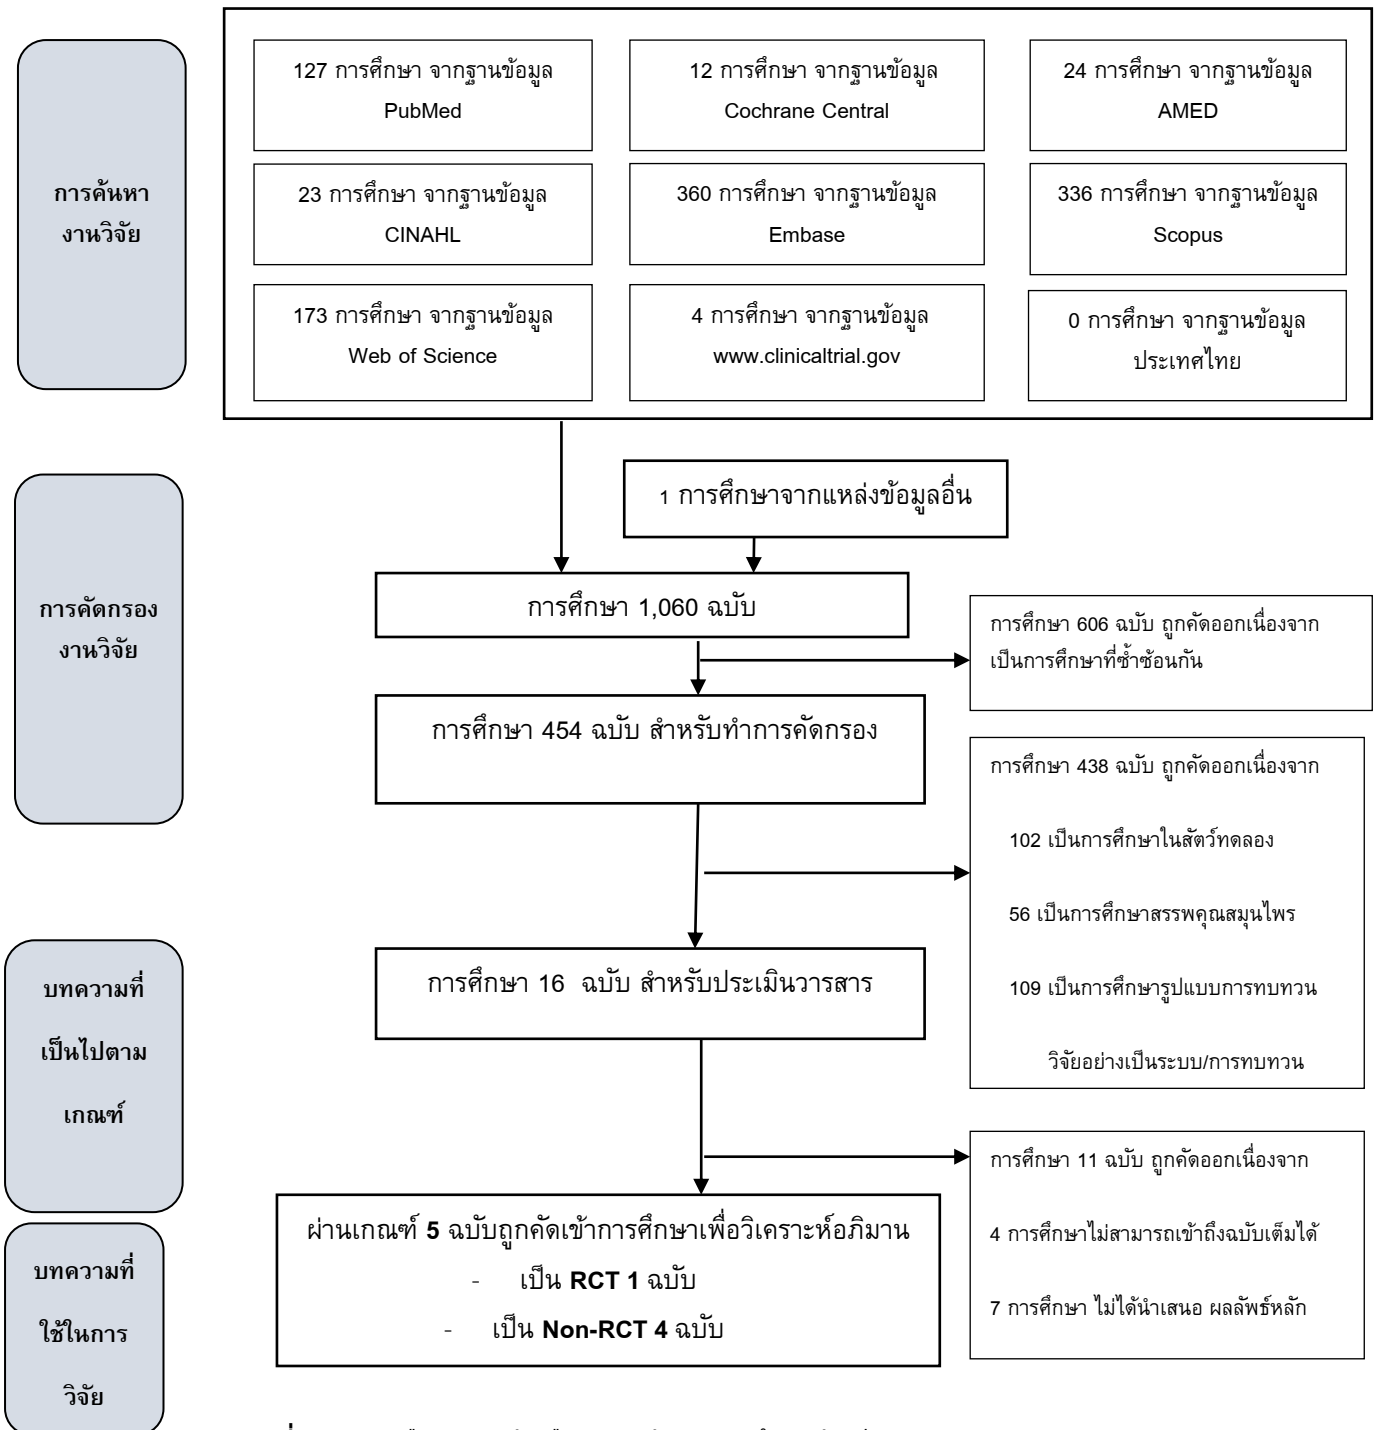 127 การศึกษา จากฐานข้อมูล
PubMed
12 การศึกษา จากฐานข้อมูล
Cochrane Central
24 การศึกษา จากฐานข้อมูล
AMED
การค้นหา
งานวิจัย
23 การศึกษา จากฐานข้อมูล
CINAHL
360 การศึกษา จากฐานข้อมูล
Embase
336 การศึกษา จากฐานข้อมูล
Scopus
173 การศึกษา จากฐานข้อมูล
Web of Science
4 การศึกษา จากฐานข้อมูล
www.clinicaltrial.gov
0 การศึกษา จากฐานข้อมูล
ประเทศไทย
1 การศึกษาจากแหล่งข้อมูลอื่น
การคัดกรอง
งานวิจัย
การศึกษา 1,060 ฉบับ
การศึกษา 606 ฉบับ ถูกคัดออกเนื่องจาก
เป็นการศึกษาที่ซ้ำซ้อนกัน
การศึกษา 454 ฉบับ สำหรับทำการคัดกรอง
การศึกษา 438 ฉบับ ถูกคัดออกเนื่องจาก
102 เป็นการศึกษาในสัตว์ทดลอง
56 เป็นการศึกษาสรรพคุณสมุนไพร
109 เป็นการศึกษารูปแบบการทบทวน
วิจัยอย่างเป็นระบบ/การทบทวน
บทความที่
เป็นไปตาม
เกณฑ์
การศึกษา 16 ฉบับ สำหรับประเมินวารสาร
การศึกษา 11 ฉบับ ถูกคัดออกเนื่องจาก
4 การศึกษาไม่สามารถเข้าถึงฉบับเต็มได้
7 การศึกษา ไม่ได้นำเสนอ ผลลัพธ์หลัก
บทความที่
ใช้ในการ
วิจัย
ผ่านเกณฑ์ 5 ฉบับถูกคัดเข้าการศึกษาเพื่อวิเคราะห์อภิมาน
- เป็น RCT 1 ฉบับ
- เป็น Non-RCT 4 ฉบับ